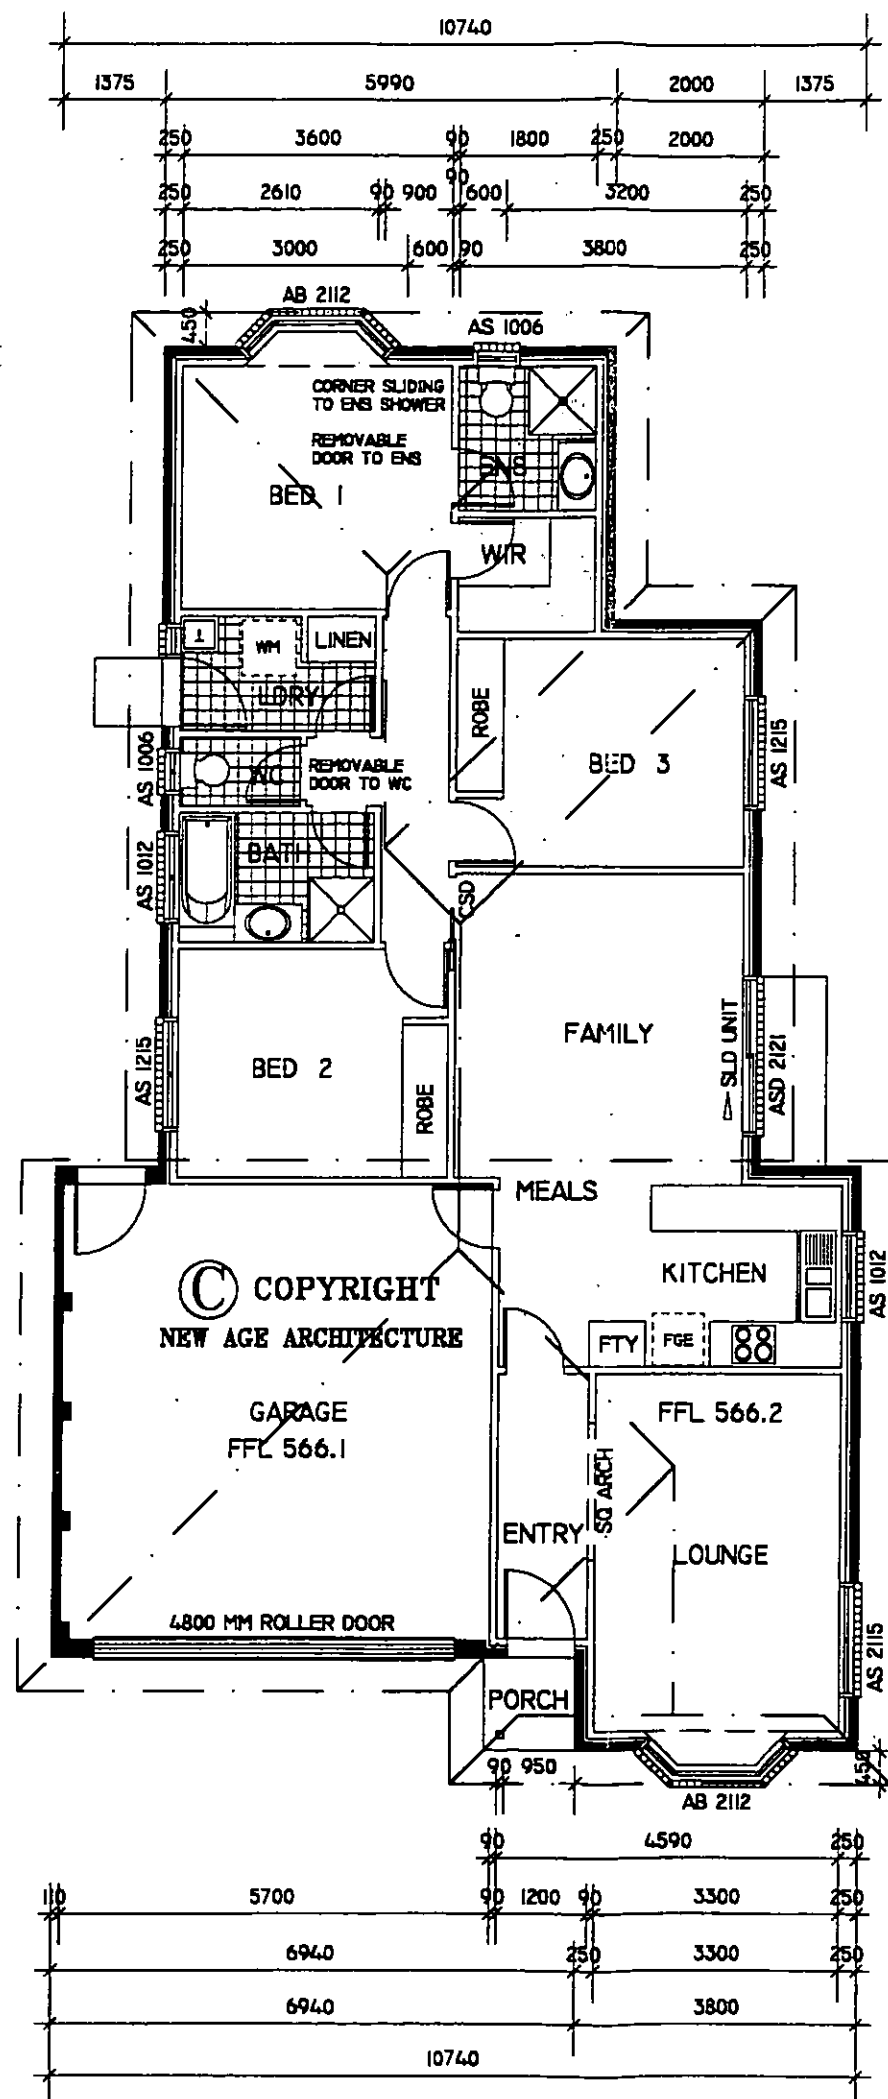 10740
1375 5990 2000 1375
250 3600 90 1800 250 2000
90
250 2610 90 900 600 3200 250
250 3000 600 90 3800 250
AB 2112
450
AS 1006
CORNER SLIDING
TO ENS SHOWER
REMOVABLE
DOOR TO ENS
ENS
BED 1
WIR
WM
LINEN
LDRY
ROBE
BED 3
AS 1215
AS 1006
WC
REMOVABLE
DOOR TO WC
AS 1012
BATH
CSD
FAMILY
SLD UNIT
ASD 2121
AS 1215
BED 2
ROBE
MEALS
KITCHEN
AS 1012
© COPYRIGHT
NEW AGE ARCHITECTURE
FTY
FGE
GARAGE
FFL 566.1
FFL 566.2
SQ ARCH
ENTRY
LOUNGE
4800 MM ROLLER DOOR
AS 2115
PORCH
90 950
450
AB 2112
90 4590 250
110 5700 90 1200 90 3300 250
6940 250 3300 250
6940 3800
10740